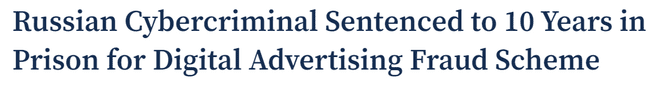 Russian Cybercriminal Sentenced to 10 Years in
Prison for Digital Advertising Fraud Scheme